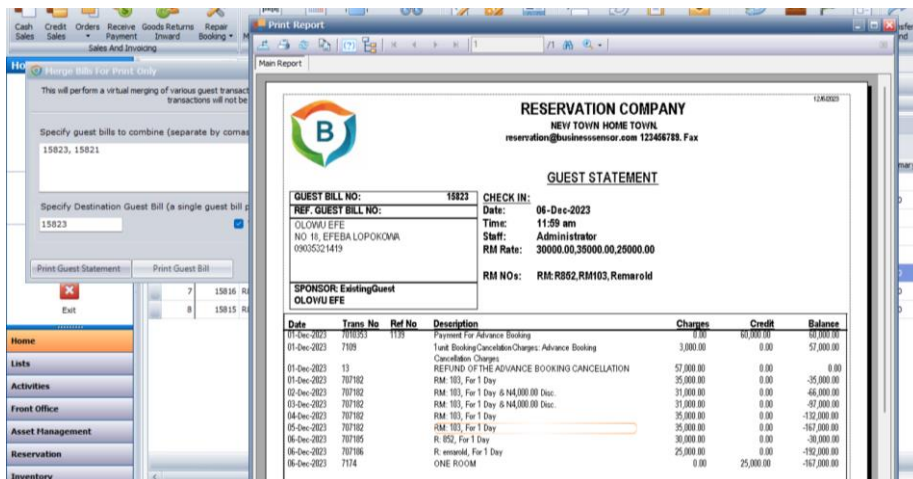 Cash Sales
Credit Sales
Orders
Receive Payment
Goods Returns Inward
Repair Booking
Sales And Invoicing
Merge Bills For Print Only
This will perform a virtual merging of various guest transact
transactions will not be
Specify guest bills to combine (separate by comas
15823, 15821
Specify Destination Guest Bill (a single guest bill p
15823
Print Guest Statement
Print Guest Bill
7 15816
8 15815
Exit
Home
Lists
Activities
Front Office
Asset Management
Reservation
Inventory
Print Report
1 /1
Main Report
12/6/2023
B
RESERVATION COMPANY
NEW TOWN HOME TOWN.
reservation@businesssensor.com 123456789. Fax
GUEST STATEMENT
GUEST BILL NO: 15823
REF. GUEST BILL NO:
OLOWU EFE
NO 18, EFEBA LOPOKOWA
09035321419
SPONSOR: ExistingGuest
OLOWU EFE
CHECK IN:
Date: 06-Dec-2023
Time: 11:59 am
Staff: Administrator
RM Rate: 30000.00,35000.00,25000.00
RM NOs: RM:R852,RM103,Remarold
Date Trans No Ref No Description Charges Credit Balance
01-Dec-2023 7018353 1139 Payment For Advance Booking 0.00 60,000.00 60,000.00
01-Dec-2023 7109 1unit BookingCancelationCharges: Advance Booking 3,000.00 0.00 57,000.00
Cancellation Charges
01-Dec-2023 13 REFUND OF THE ADVANCE BOOKING CANCELLATION 57,000.00 0.00 0.00
01-Dec-2023 707182 RM: 103, For 1 Day 35,000.00 0.00 -35,000.00
02-Dec-2023 707182 RM: 103, For 1 Day & N4,000.00 Disc. 31,000.00 0.00 -66,000.00
03-Dec-2023 707182 RM: 103, For 1 Day & N4,000.00 Disc. 31,000.00 0.00 -97,000.00
04-Dec-2023 707182 RM: 103, For 1 Day 35,000.00 0.00 -132,000.00
05-Dec-2023 707182 RM: 103, For 1 Day 35,000.00 0.00 -167,000.00
06-Dec-2023 707185 R: 852, For 1 Day 30,000.00 0.00 -30,000.00
06-Dec-2023 707186 R: emarold, For 1 Day 25,000.00 0.00 -192,000.00
06-Dec-2023 7174 ONE ROOM 0.00 25,000.00 -167,000.00